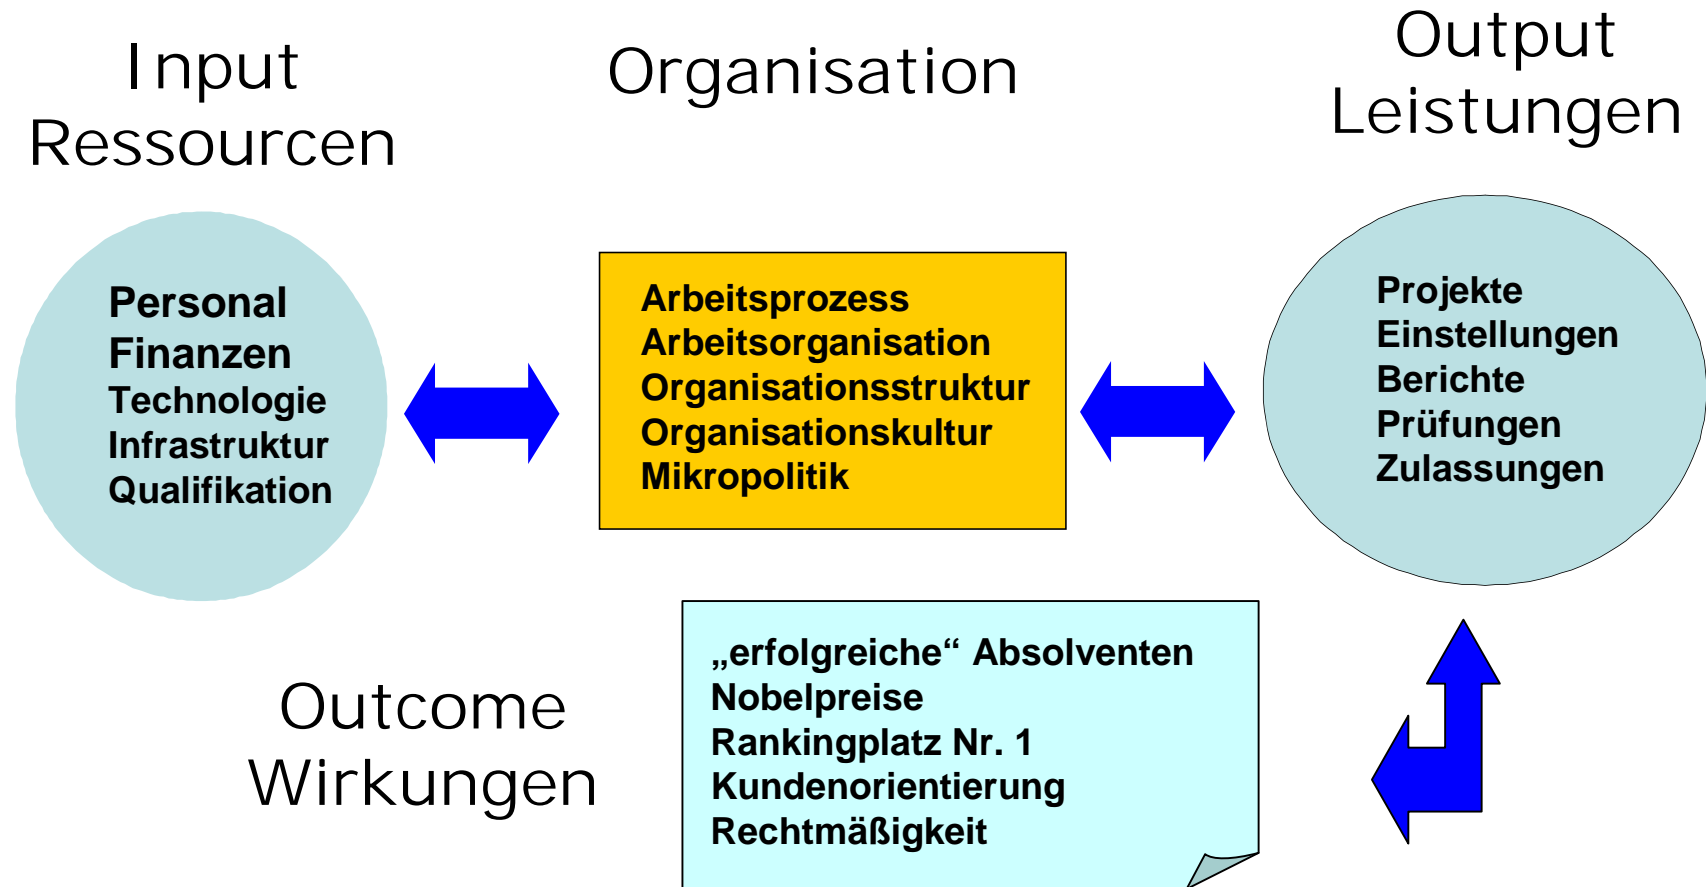 Input
Ressourcen
Organisation
Output
Leistungen
Personal
Finanzen
Technologie
Infrastruktur
Qualifikation
Arbeitsprozess
Arbeitsorganisation
Organisationsstruktur
Organisationskultur
Mikropolitik
Projekte
Einstellungen
Berichte
Prüfungen
Zulassungen
Outcome
Wirkungen
„erfolgreiche“ Absolventen
Nobelpreise
Rankingplatz Nr. 1
Kundenorientierung
Rechtmäßigkeit